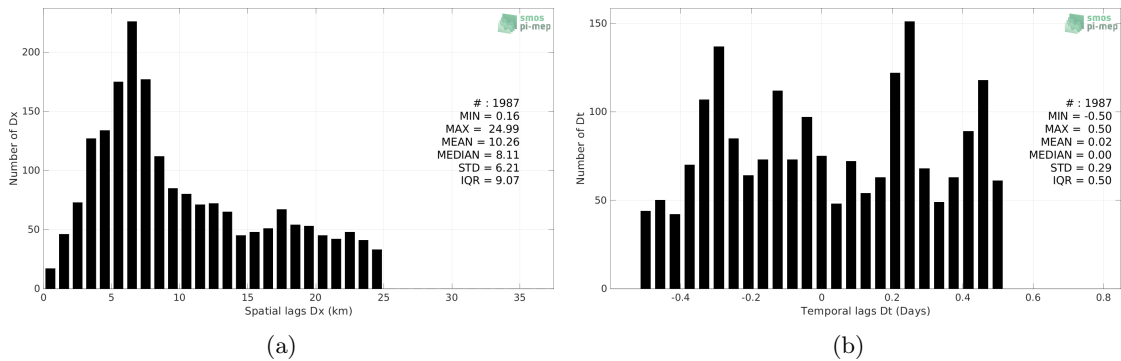 smos
pi-mep
Number of Dx
200
150
100
50
0
# : 1987
MIN = 0.16
MAX = 24.99
MEAN = 10.26
MEDIAN = 8.11
STD = 6.21
IQR = 9.07
0 5 10 15 20 25 30 35
Spatial lags Dx (km)
(a)
smos
pi-mep
Number of Dt
150
100
50
0
# : 1987
MIN = -0.50
MAX = 0.50
MEAN = 0.02
MEDIAN = 0.00
STD = 0.29
IQR = 0.50
-0.4 -0.2 0 0.2 0.4 0.6 0.8
Temporal lags Dt (Days)
(b)